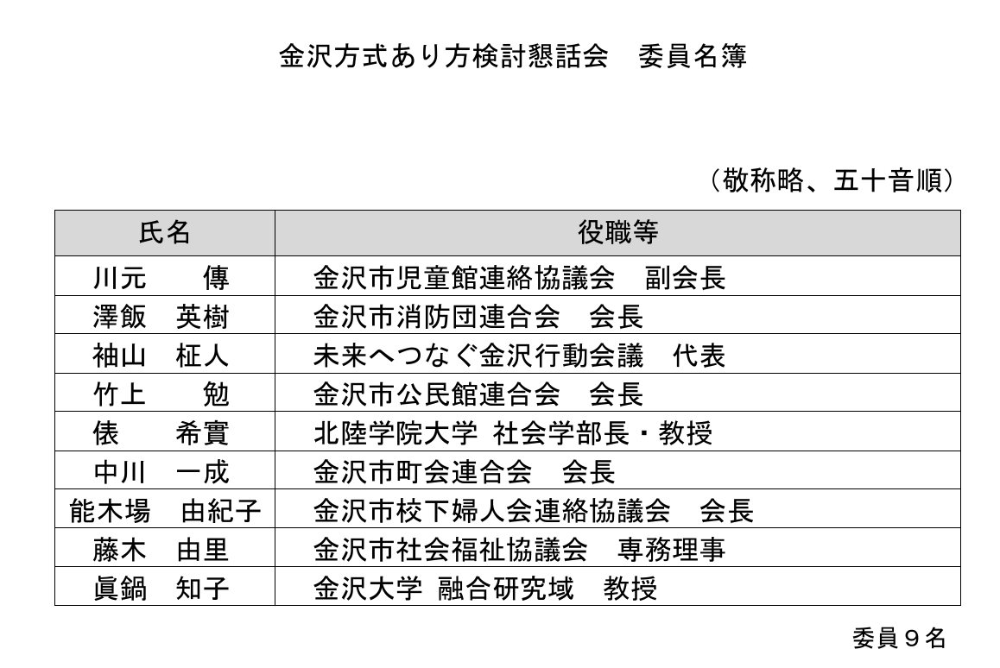 金沢方式あり方検討懇話会　委員名簿
（敬称略、五十音順）
氏名　役職等
川元　　傳　金沢市児童館連絡協議会　副会長
澤飯　英樹　金沢市消防団連合会　会長
袖山　柾人　未来へつなぐ金沢行動会議　代表
竹上　　勉　金沢市公民館連合会　会長
俵　　希實　北陸学院大学 社会学部長・教授
中川　一成　金沢市町会連合会　会長
能木場　由紀子　金沢市校下婦人会連絡協議会　会長
藤木　由里　金沢市社会福祉協議会　専務理事
眞鍋　知子　金沢大学 融合研究域　教授
委員９名